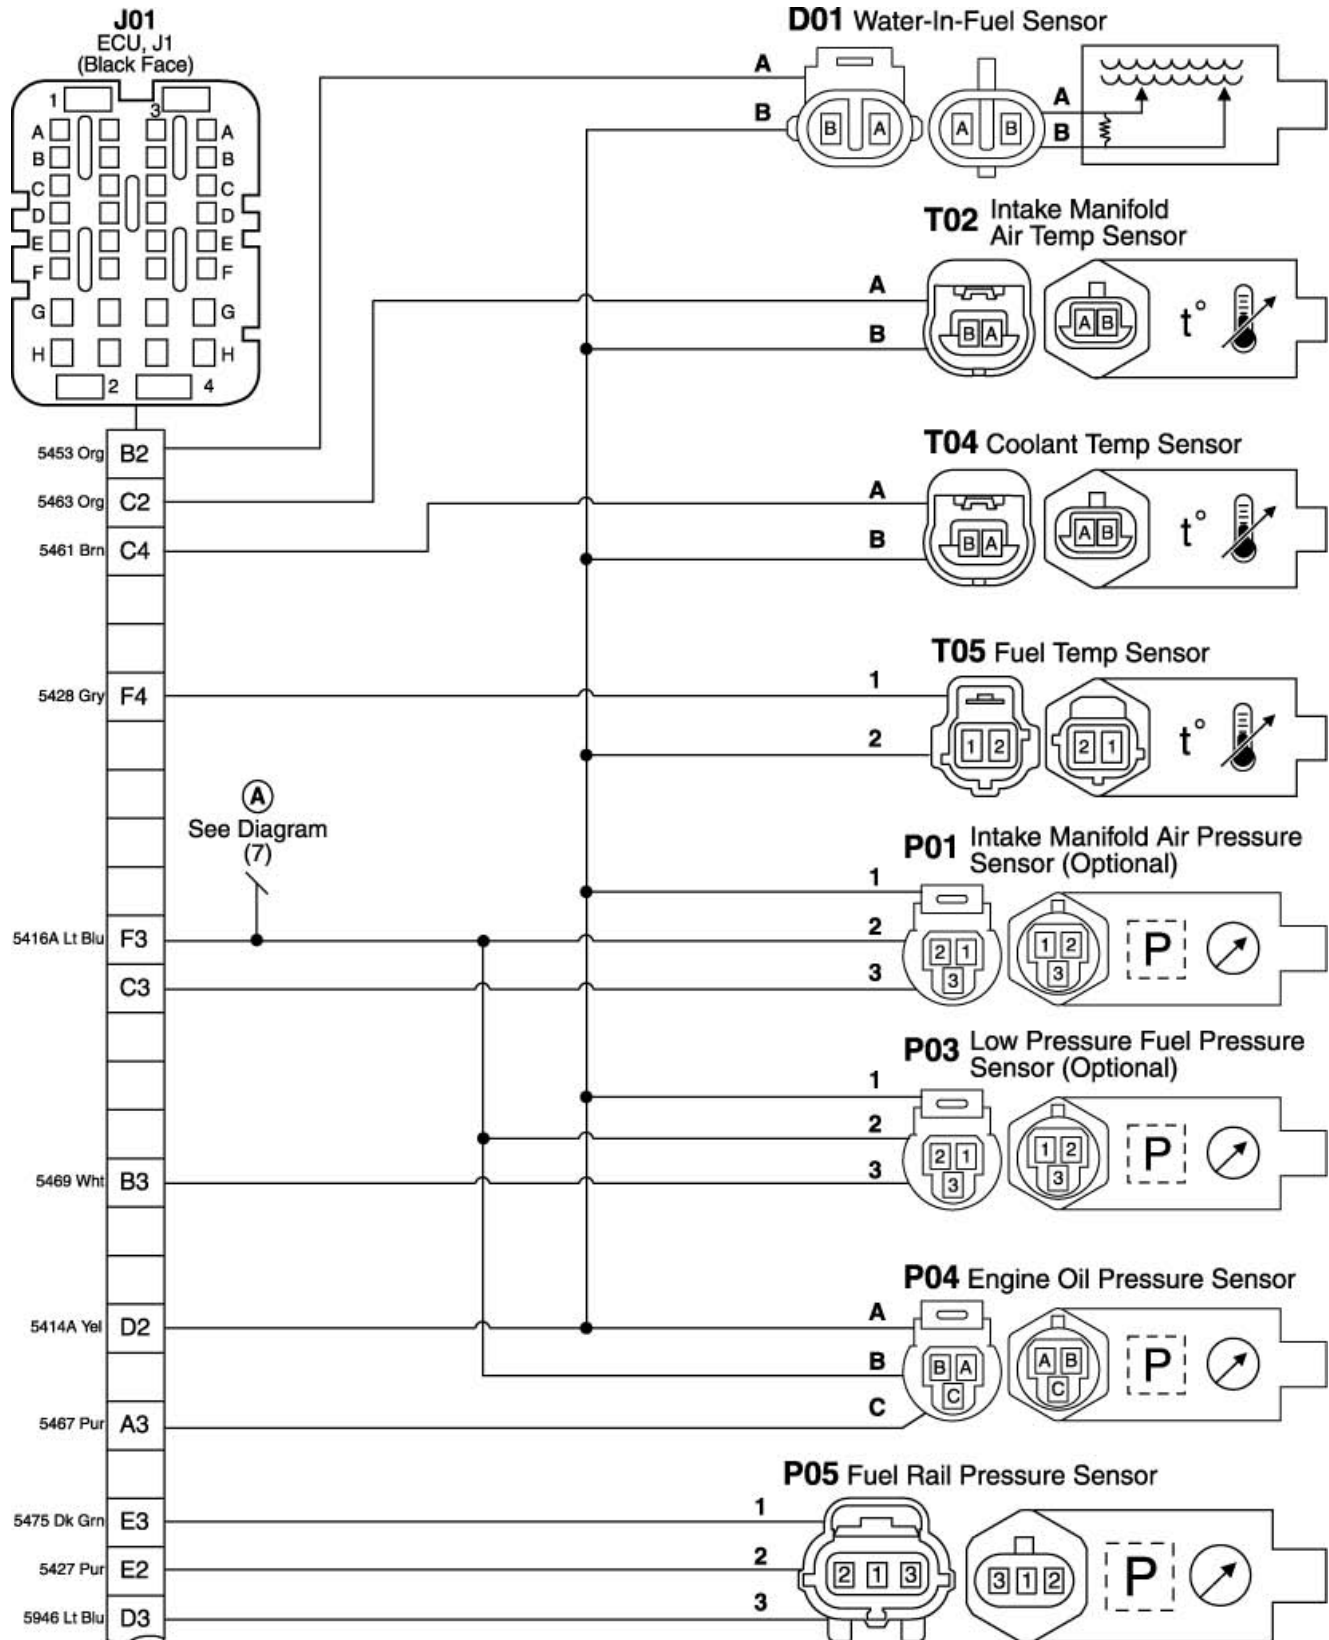 J01
ECU, J1
(Black Face)
1 3
A A
B B
C C
D D
E E
F F
G G
H H
2 4
D01 Water-In-Fuel Sensor
A
B
B A
A B
A
B
T02 Intake Manifold
Air Temp Sensor
A
B
B A
A B
t°
5453 Org B2
5463 Org C2
5461 Brn C4
T04 Coolant Temp Sensor
A
B
B A
A B
t°
T05 Fuel Temp Sensor
5428 Gry F4
1
2
1 2
2 1
t°
A
See Diagram
(7)
P01 Intake Manifold Air Pressure
Sensor (Optional)
1
5416A Lt Blu F3
2
C3
3
2 1
3
1 2
3
P
P03 Low Pressure Fuel Pressure
Sensor (Optional)
1
2
5469 Wht B3
3
2 1
3
1 2
3
P
P04 Engine Oil Pressure Sensor
5414A Yel D2
A
B
5467 Pur A3
C
B A
C
A B
C
P
P05 Fuel Rail Pressure Sensor
5475 Dk Grn E3
1
5427 Pur E2
2
5946 Lt Blu D3
3
2 1 3
3 1 2
P